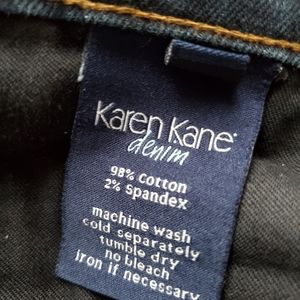 Karen Kane
denim
98% Cotton
2% Spandex
machine wash
cold separately
tumble dry
no bleach
iron if necessary